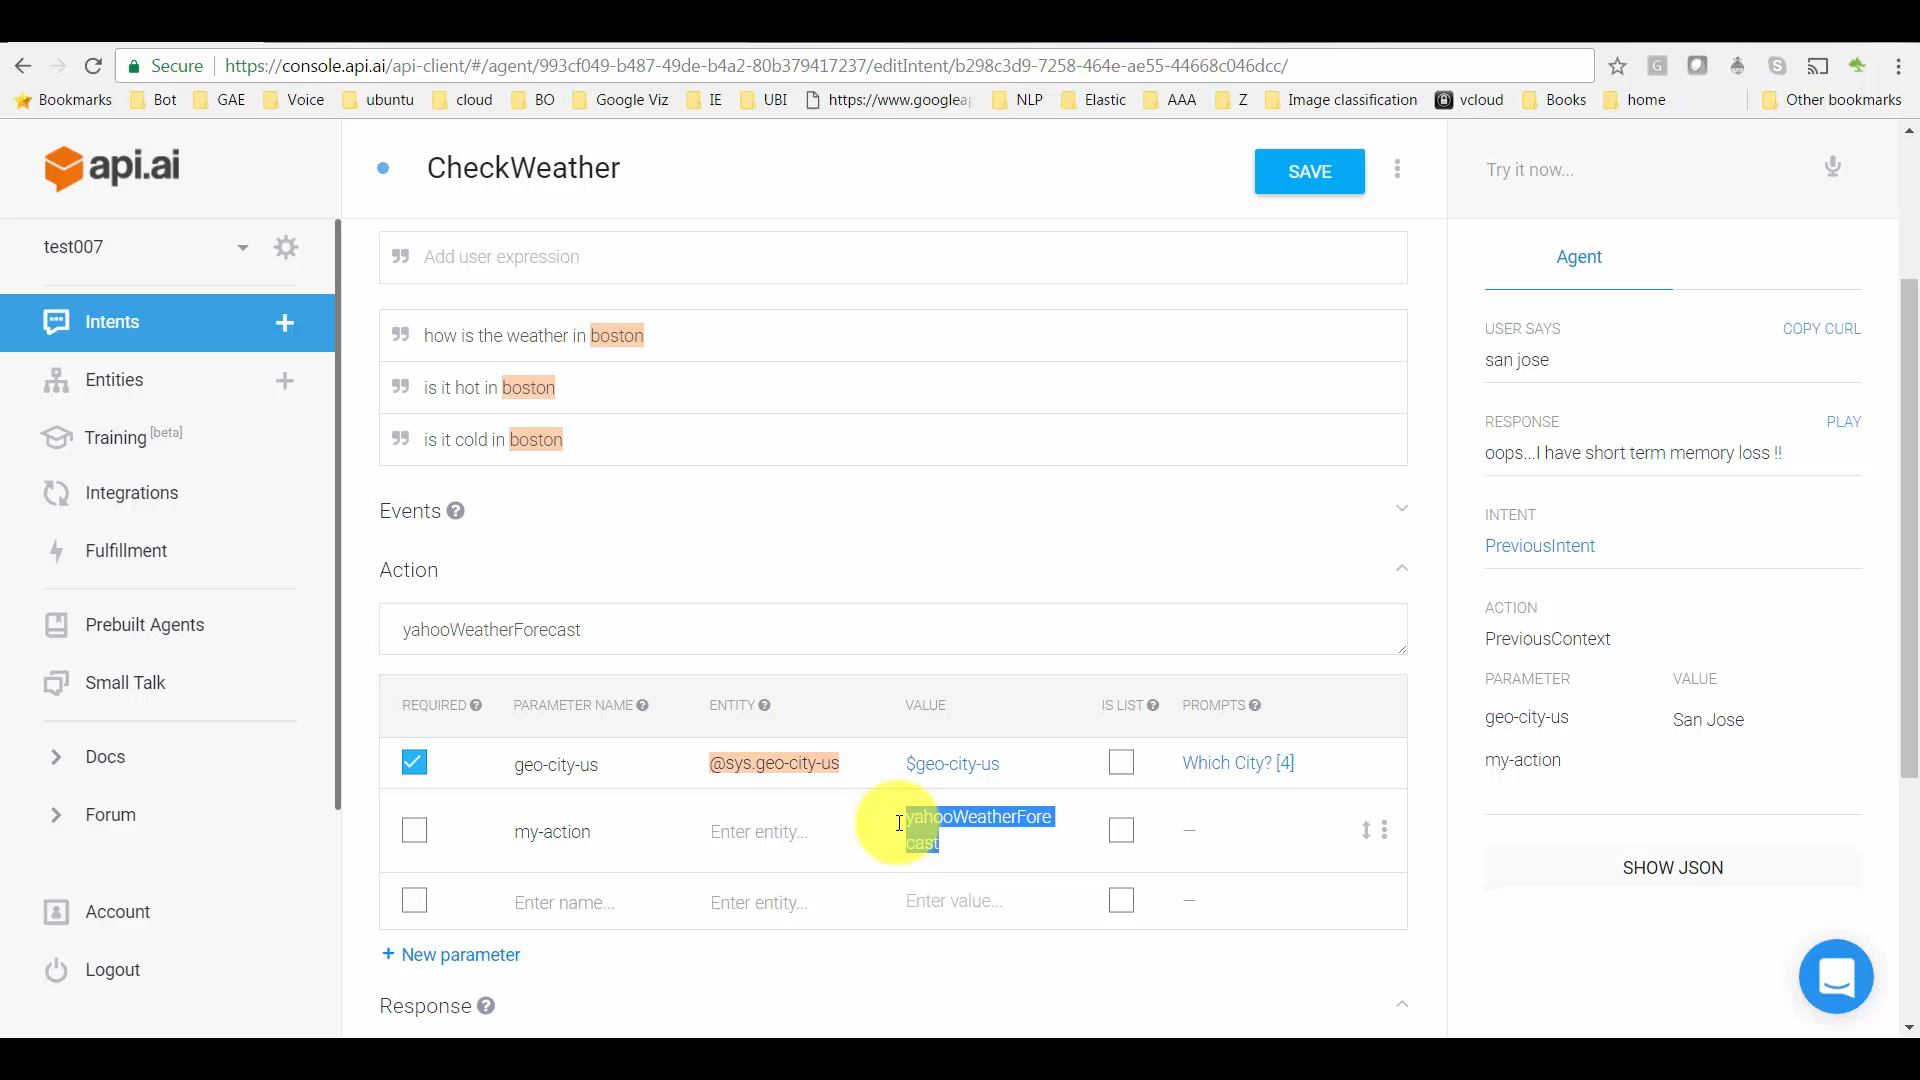 Secure https://console.api.ai/api-client/#/agent/993cf049-b487-49de-b4a2-80b379417237/editIntent/b298c3d9-7258-464e-ae55-44668c046dcc/
Bookmarks Bot GAE Voice ubuntu cloud BO Google Viz IE UBI https://www.googleap NLP Elastic AAA Z Image classification vcloud Books home Other bookmarks
api.ai
test007
Intents
Entities
Training [beta]
Integrations
Fulfillment
Prebuilt Agents
Small Talk
Docs
Forum
Account
Logout
CheckWeather
SAVE
Add user expression
how is the weather in boston
is it hot in boston
is it cold in boston
Events
Action
yahooWeatherForecast
REQUIRED PARAMETER NAME ENTITY VALUE IS LIST PROMPTS
geo-city-us @sys.geo-city-us $geo-city-us Which City? [4]
my-action Enter entity... yahooWeatherFore
cast
—
Enter name... Enter entity... Enter value... —
+ New parameter
Response
Try it now...
Agent
USER SAYS COPY CURL
san jose
RESPONSE PLAY
oops...I have short term memory loss !!
INTENT
PreviousIntent
ACTION
PreviousContext
PARAMETER VALUE
geo-city-us San Jose
my-action
SHOW JSON